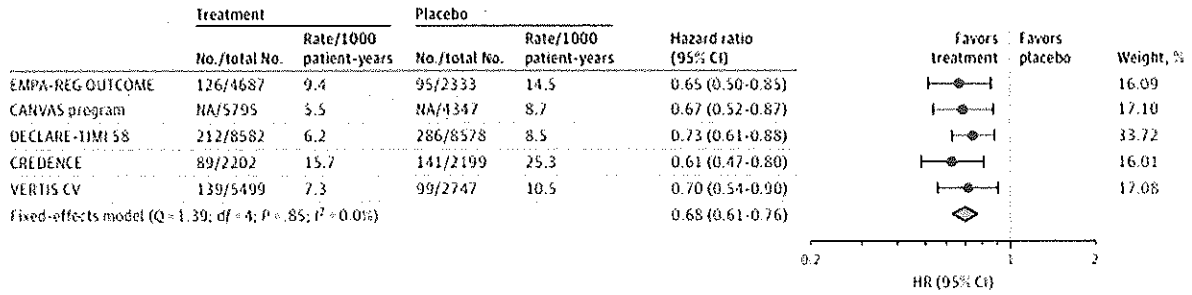 Treatment Placebo
No./total No. Rate/1000 patient-years No./total No. Rate/1000 patient-years Hazard ratio (95% CI) Favors treatment Favors placebo Weight, %
EMPA-REG OUTCOME 126/4687 9.4 95/2333 14.5 0.65 (0.50-0.85) 16.09
CANVAS program NA/5795 5.5 NA/4347 8.7 0.67 (0.52-0.87) 17.10
DECLARE-TIMI 58 212/8582 6.2 286/8578 8.5 0.73 (0.61-0.88) 33.72
CREDENCE 89/2202 15.7 141/2199 25.3 0.61 (0.47-0.80) 16.01
VERTIS CV 139/5499 7.3 99/2747 10.5 0.70 (0.54-0.90) 17.08
Fixed-effects model (Q = 1.39; df = 4; P = .85; I² = 0.0%) 0.68 (0.61-0.76)
0.2 1 2
HR (95% CI)